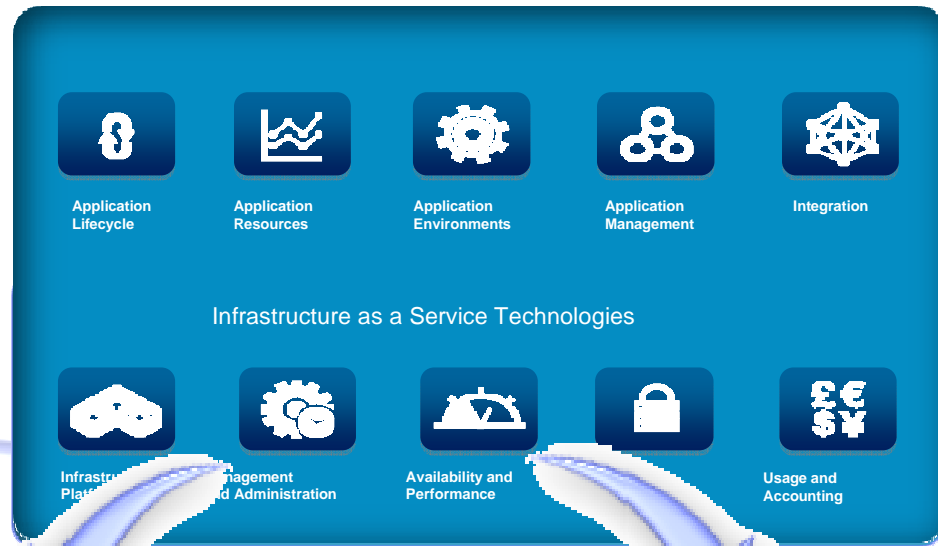 Application
Lifecycle
Application
Resources
Application
Environments
Application
Management
Integration
Infrastructure as a Service Technologies
Administration
Availability and
Performance
Usage and
Accounting
£ €
$ ¥